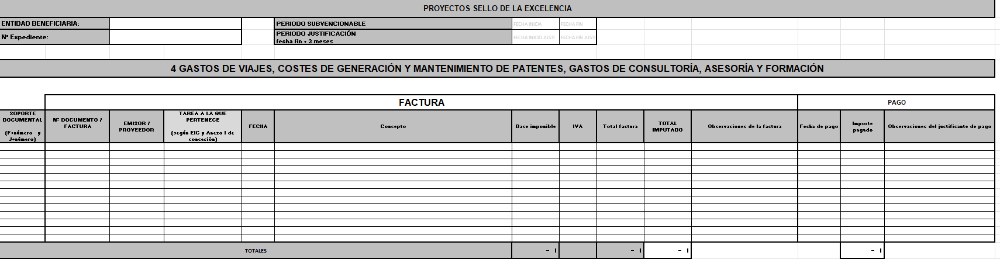 PROYECTOS SELLO DE LA EXCELENCIA
ENTIDAD BENEFICIARIA:
PERIODO SUBVENCIONABLE
FECHA INICIA
FECHA FIN
Nº Expediente:
PERIODO JUSTIFICACIÓN
fecha fin + 3 meses
FECHA INICIO JUSTI
FECHA FIN JUSTI
4 GASTOS DE VIAJES, COSTES DE GENERACIÓN Y MANTENIMIENTO DE PATENTES, GASTOS DE CONSULTORÍA, ASESORÍA Y FORMACIÓN
FACTURA
PAGO
SOPORTE
DOCUMENTAL
(F+número y
J+número)
Nº DOCUMENTO /
FACTURA
EMISOR /
PROVEEDOR
TAREA A LA QUE
PERTENECE
(según EIC y Anexo I de
concesión)
FECHA
Concepto
Base imponible
IVA
Total factura
TOTAL
IMPUTADO
Observaciones de la factura
Fecha de pago
Importe
pagado
Observaciones del justificante de pago
TOTALES
-
-
-
-